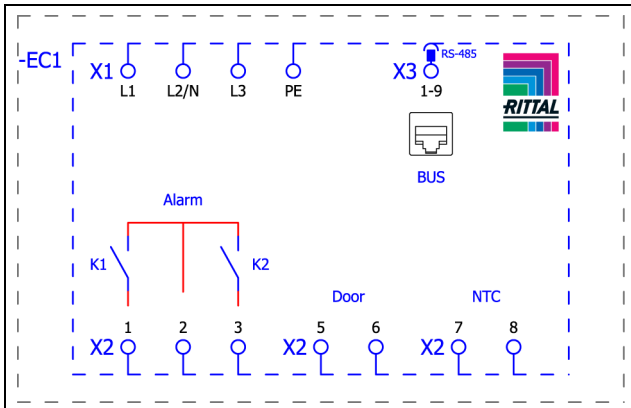 -EC1
X1
L1
L2/N
L3
PE
X3
RS-485
1-9
RITTAL
BUS
Alarm
K1
K2
Door
NTC
X2
1
2
3
X2
5
6
X2
7
8